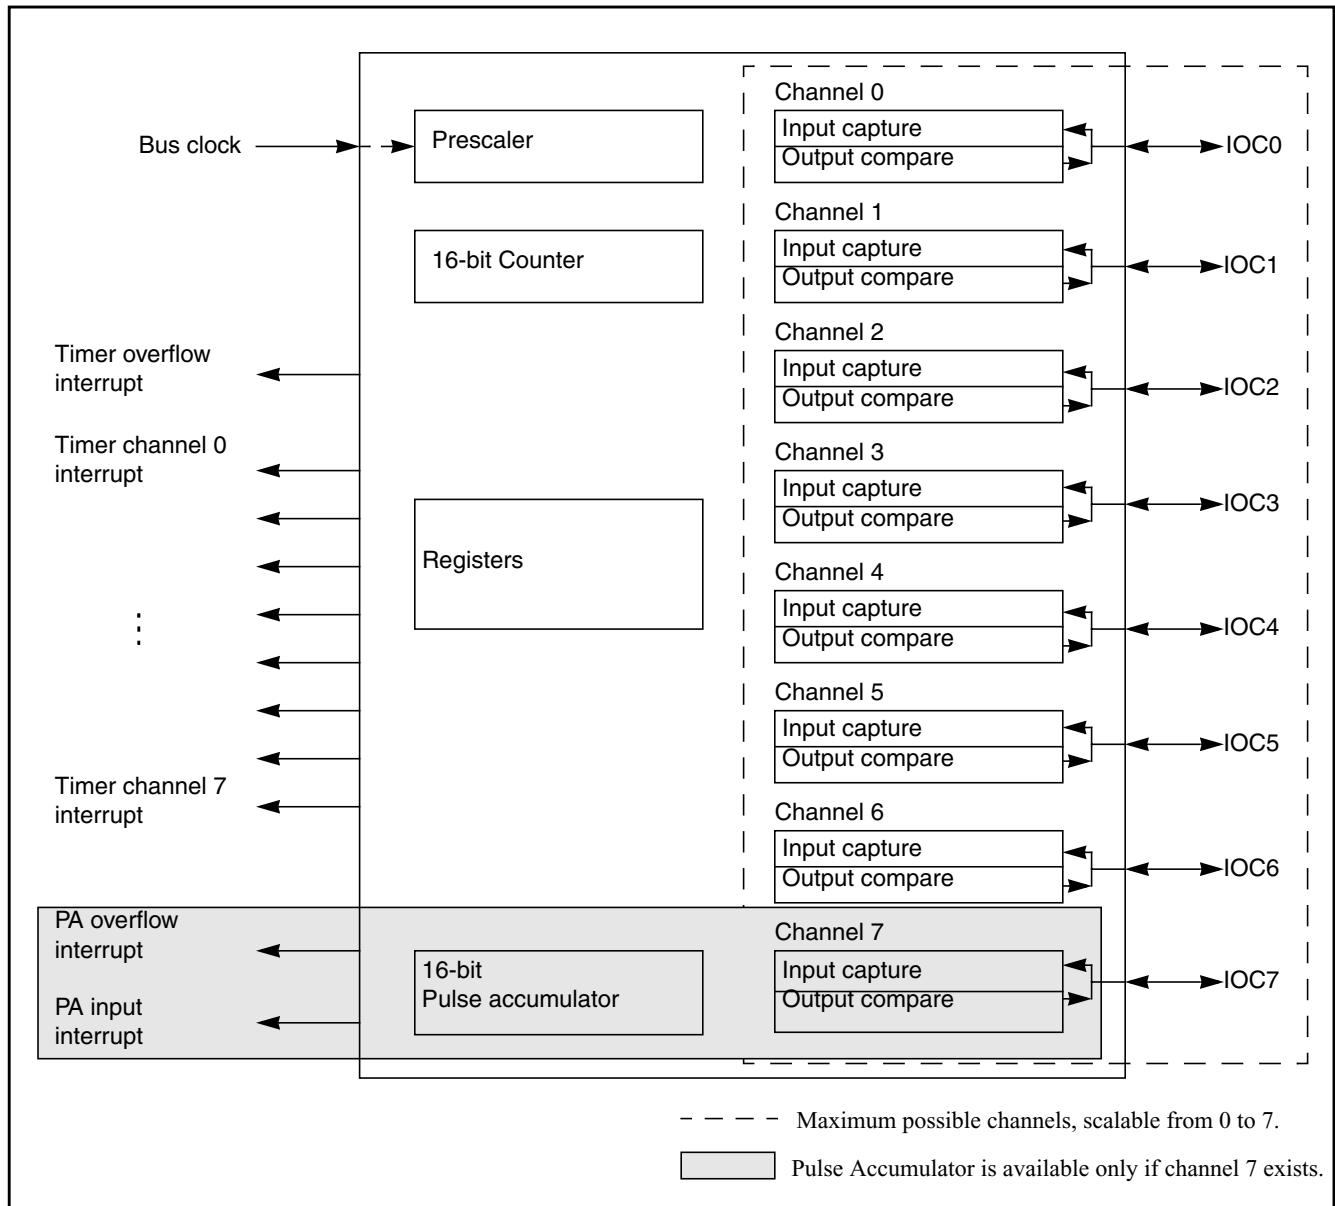 Bus clock
Prescaler
16-bit Counter
Timer overflow
interrupt
Timer channel 0
interrupt
Registers
Timer channel 7
interrupt
PA overflow
interrupt
PA input
interrupt
16-bit
Pulse accumulator
Channel 0
Input capture
Output compare
IOC0
Channel 1
Input capture
Output compare
IOC1
Channel 2
Input capture
Output compare
IOC2
Channel 3
Input capture
Output compare
IOC3
Channel 4
Input capture
Output compare
IOC4
Channel 5
Input capture
Output compare
IOC5
Channel 6
Input capture
Output compare
IOC6
Channel 7
Input capture
Output compare
IOC7
Maximum possible channels, scalable from 0 to 7.
Pulse Accumulator is available only if channel 7 exists.